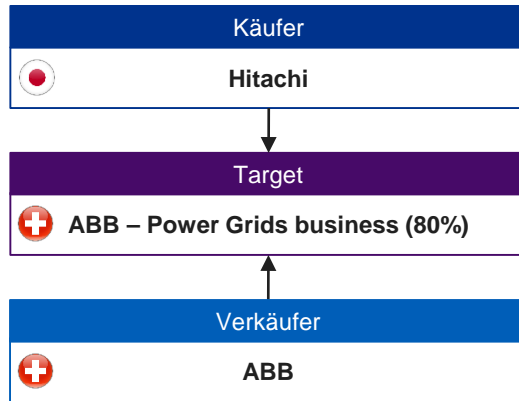 Käufer
Hitachi
Target
ABB – Power Grids business (80%)
Verkäufer
ABB